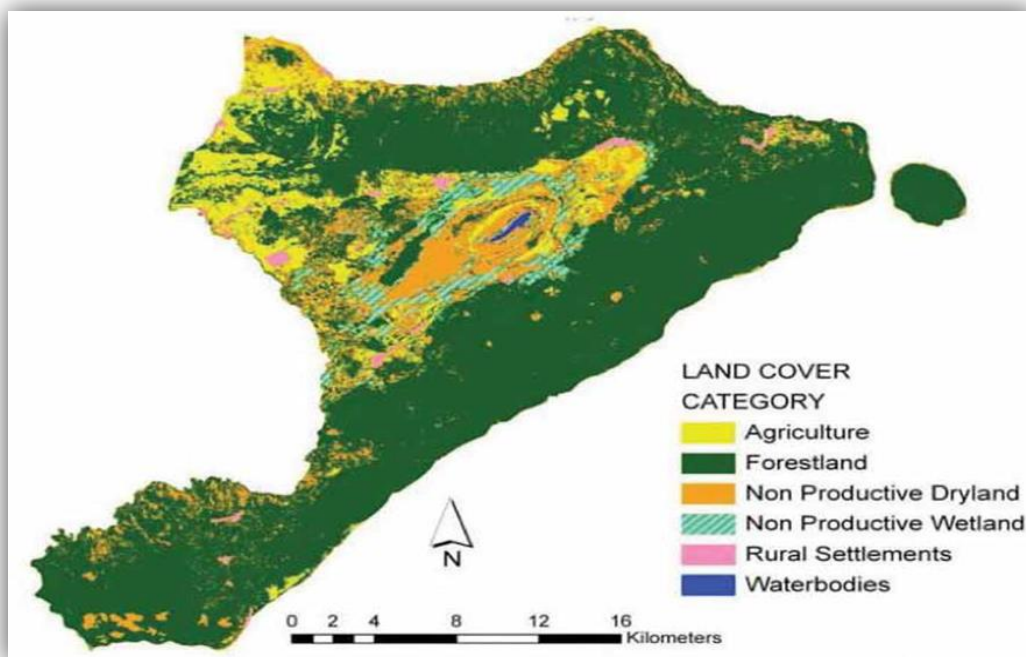 LAND COVER
CATEGORY
Agriculture
Forestland
Non Productive Dryland
Non Productive Wetland
Rural Settlements
Waterbodies
N
0 2 4 8 12 16
Kilometers